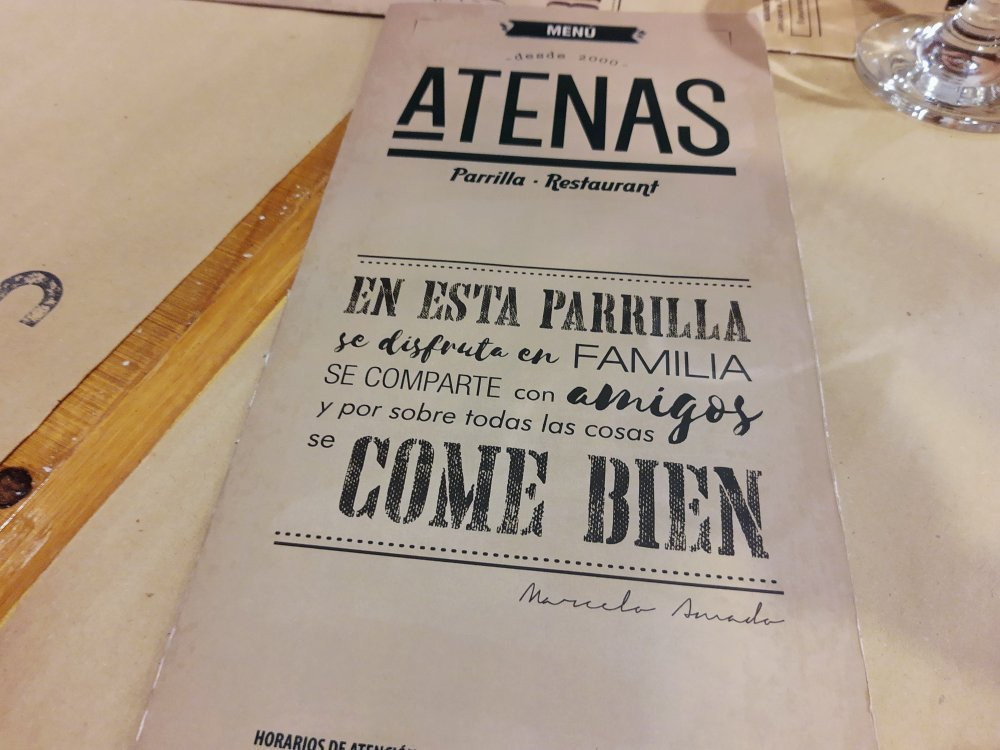 MENÚ
desde 2000
ATENAS
Parrilla · Restaurant
EN ESTA PARRILLA
se disfruta en FAMILIA
SE COMPARTE con amigos
y por sobre todas las cosas
se COME BIEN
Marcelo Amado
HORARIOS DE ATENCIÓN